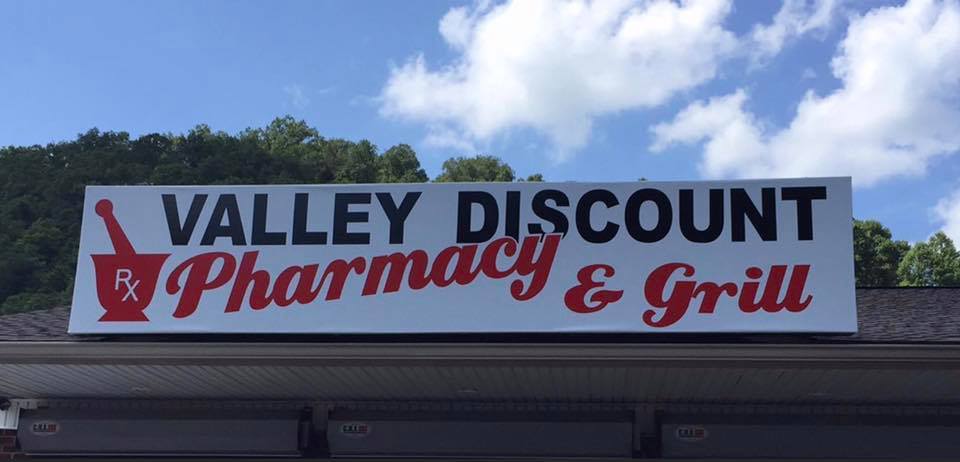 VALLEY DISCOUNT
Rx
Pharmacy & Grill